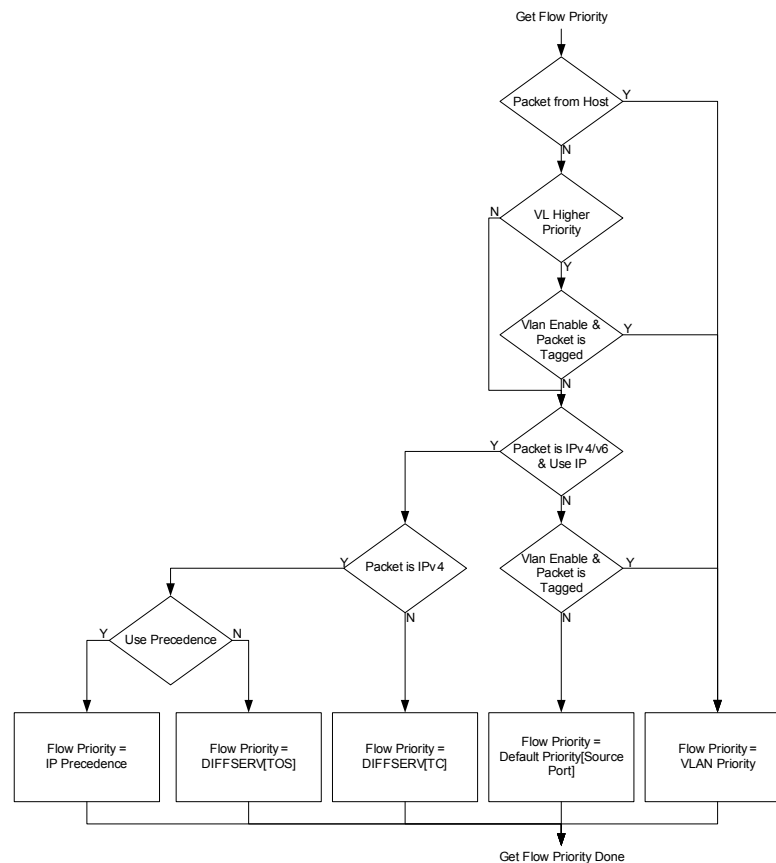 Get Flow Priority
Packet from Host
Y
N
VL Higher
Priority
N
Y
Vlan Enable &
Packet is
Tagged
Y
N
Packet is IPv4/v6
& Use IP
Y
N
Packet is IPv4
Y
N
Vlan Enable &
Packet is
Tagged
Y
N
Use Precedence
Y
N
Flow Priority =
IP Precedence
Flow Priority =
DIFFSERV[TOS]
Flow Priority =
DIFFSERV[TC]
Flow Priority =
Default Priority[Source
Port]
Flow Priority =
VLAN Priority
Get Flow Priority Done